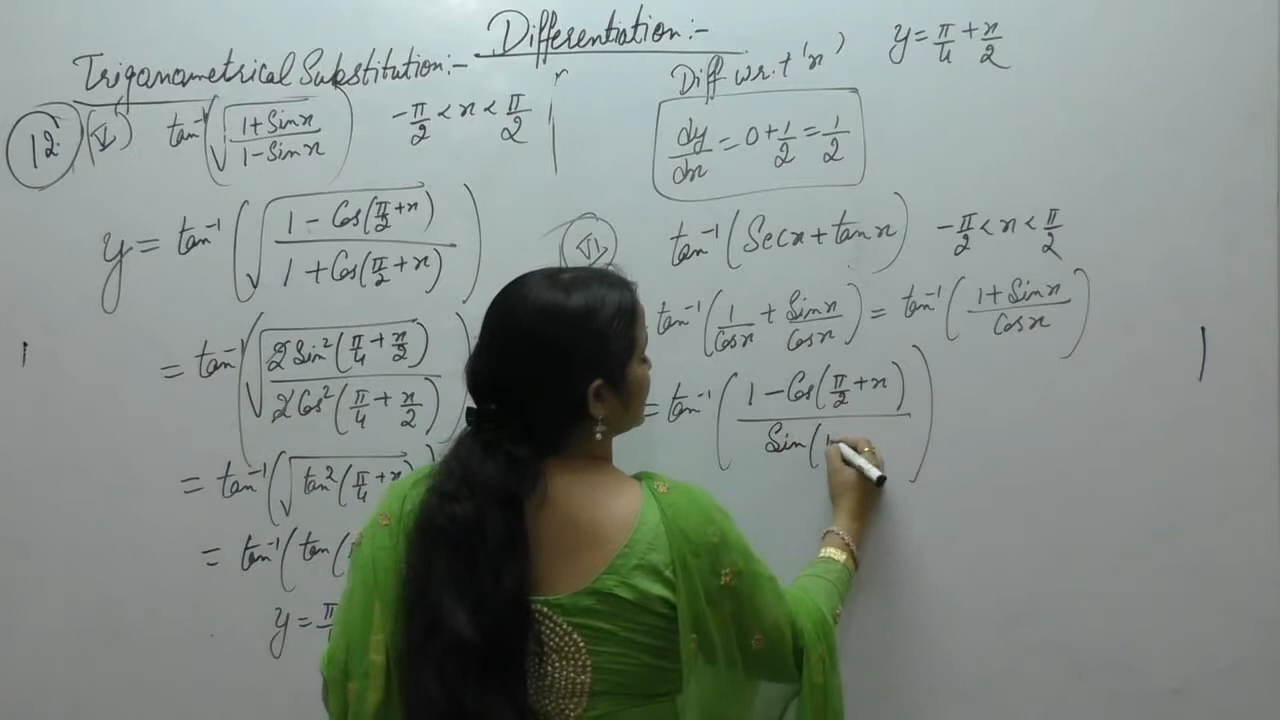 Differentiation:-
Trigonometrical Substitution:-
12. (V) tan⁻¹(√((1+Sinx)/(1-Sinx))) -π/2 < x < π/2
y = tan⁻¹(√((1-Cos(π/2+x))/(1+Cos(π/2+x))))
= tan⁻¹(√((2Sin²(π/4+x/2))/(2Cos²(π/4+x/2))))
= tan⁻¹(√(tan²(π/4+x
= tan⁻¹(tan(
y = π
y = π/4 + x/2
Diff w.r.t 'x')
dy/dx = 0 + 1/2 = 1/2
(VI) tan⁻¹(Secx + tanx) -π/2 < x < π/2
tan⁻¹(1/Cosx + Sinx/Cosx) = tan⁻¹((1+Sinx)/Cosx)
= tan⁻¹((1-Cos(π/2+x))/(Sin(